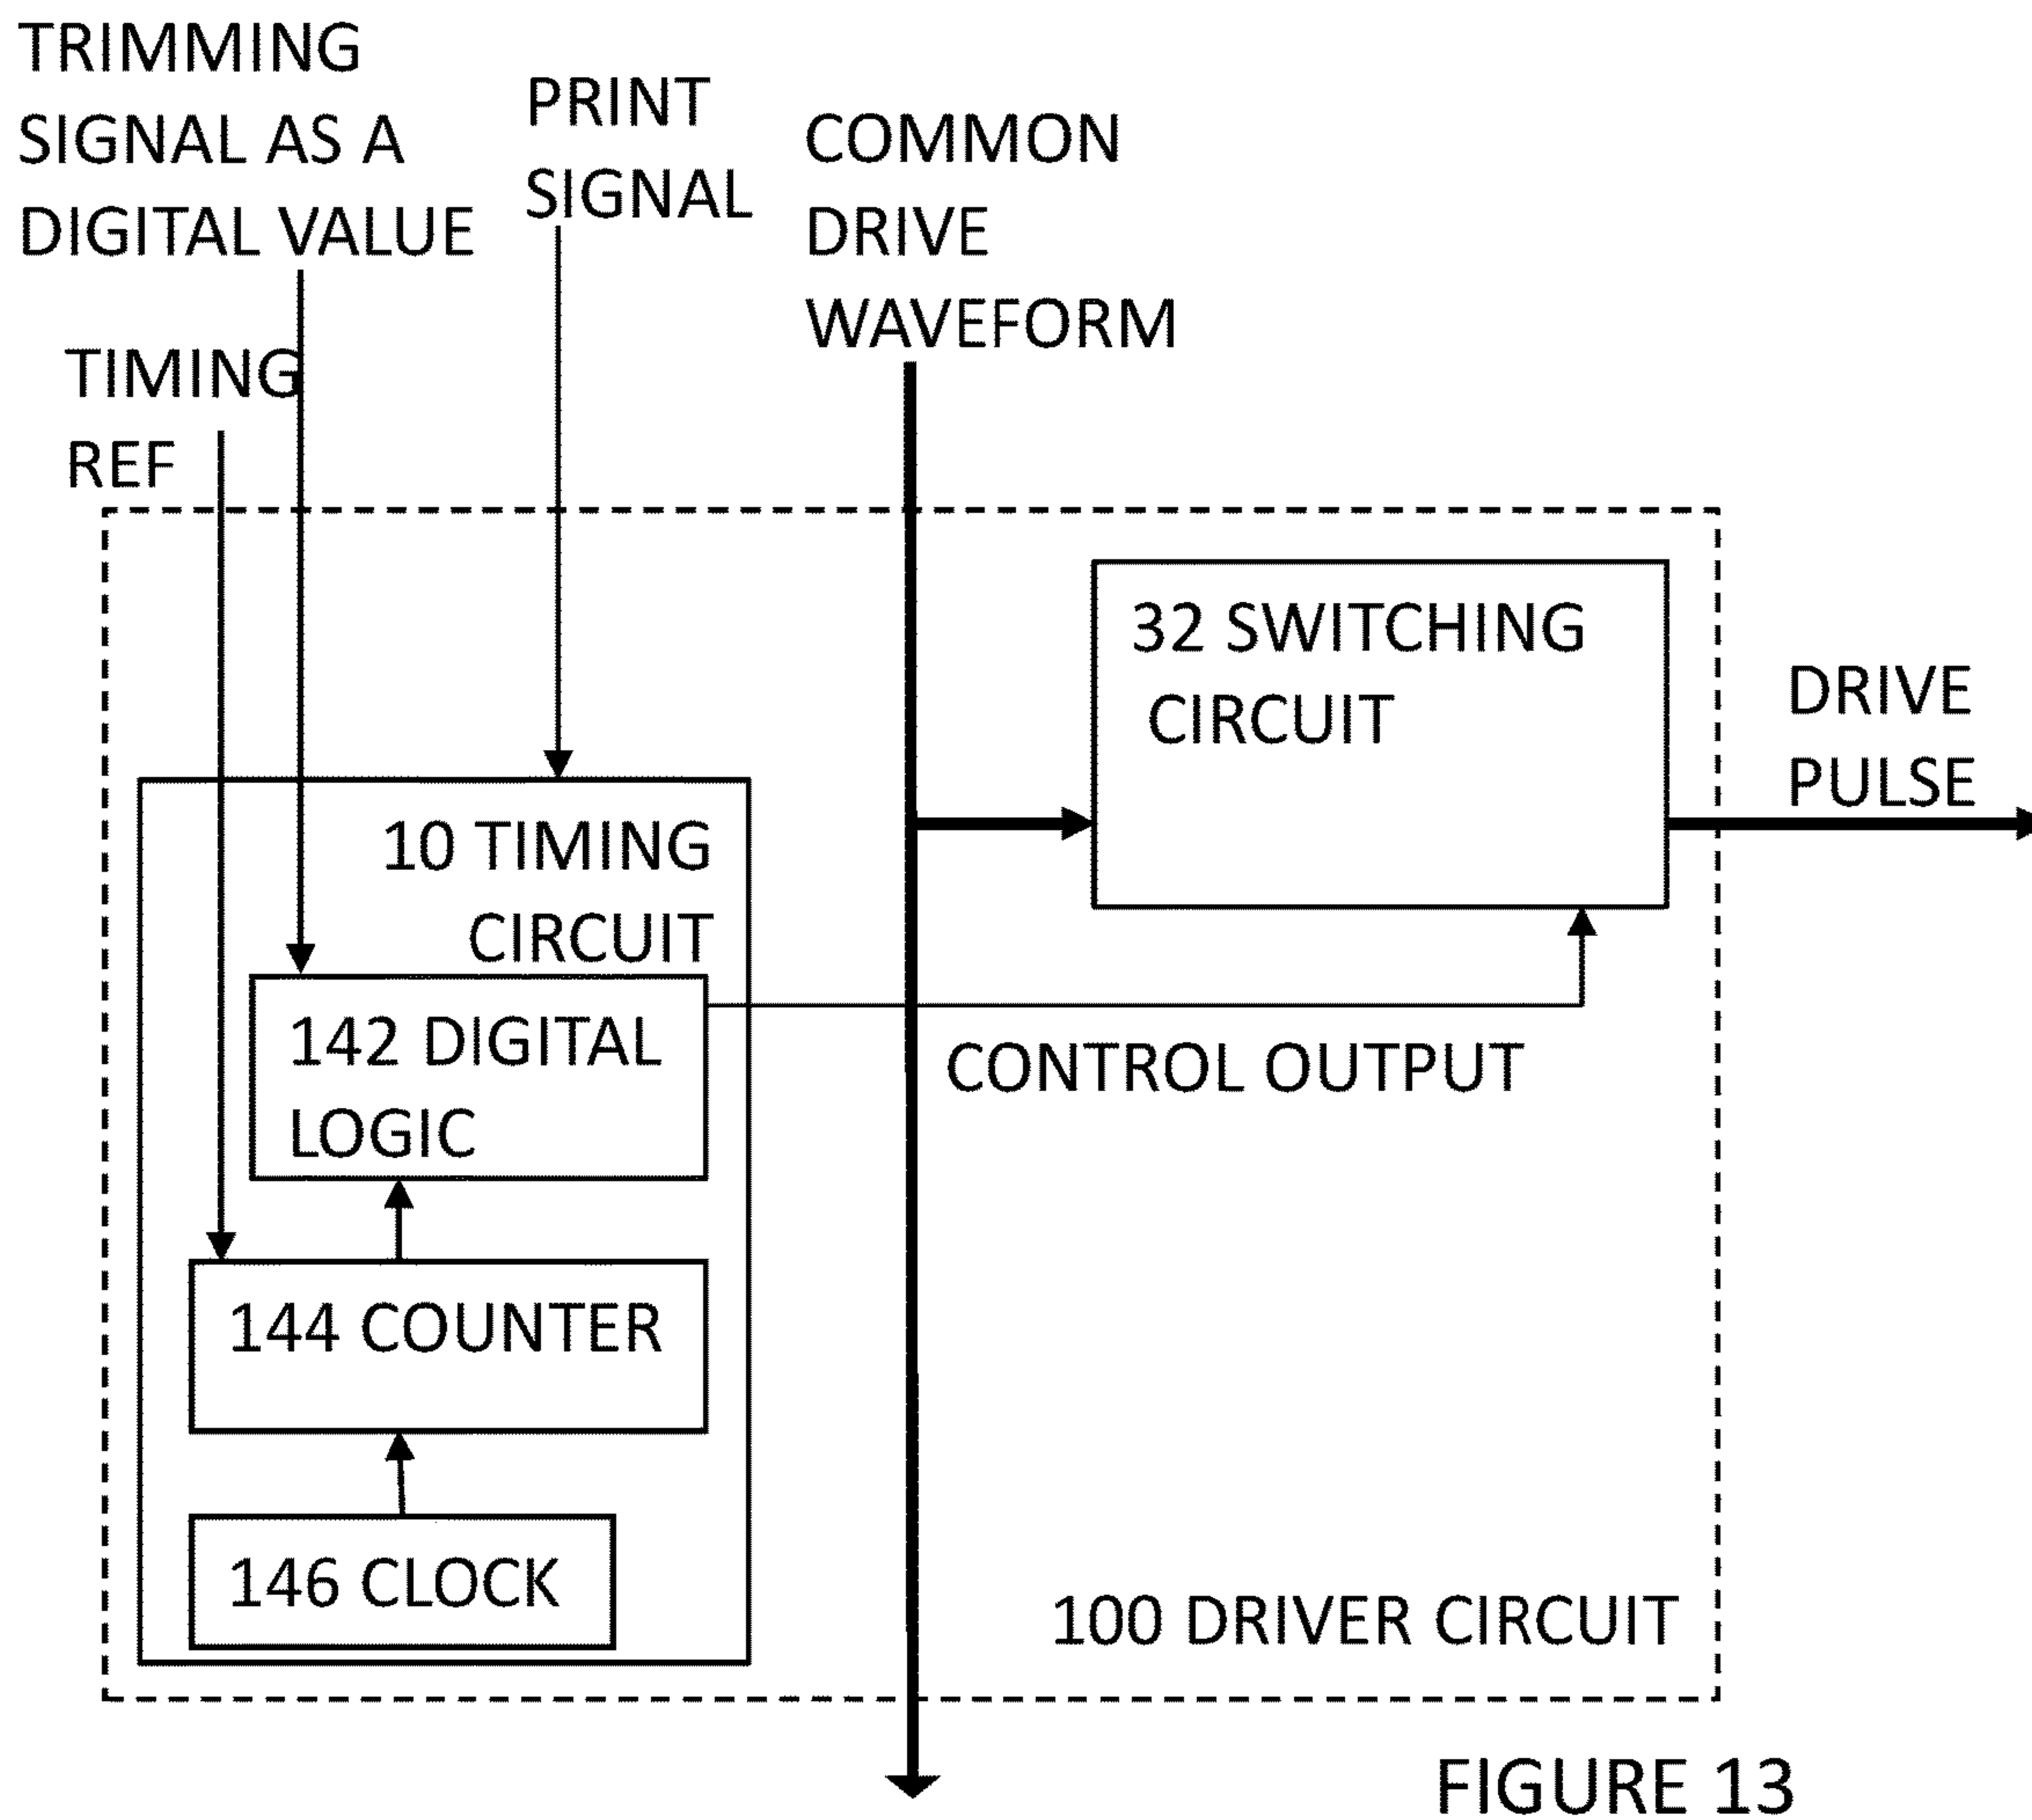 TRIMMING
SIGNAL AS A
DIGITAL VALUE
PRINT
SIGNAL
COMMON
DRIVE
WAVEFORM
TIMING
REF
32 SWITCHING
CIRCUIT
DRIVE
PULSE
10 TIMING
CIRCUIT
142 DIGITAL
LOGIC
CONTROL OUTPUT
144 COUNTER
146 CLOCK
100 DRIVER CIRCUIT
FIGURE 13